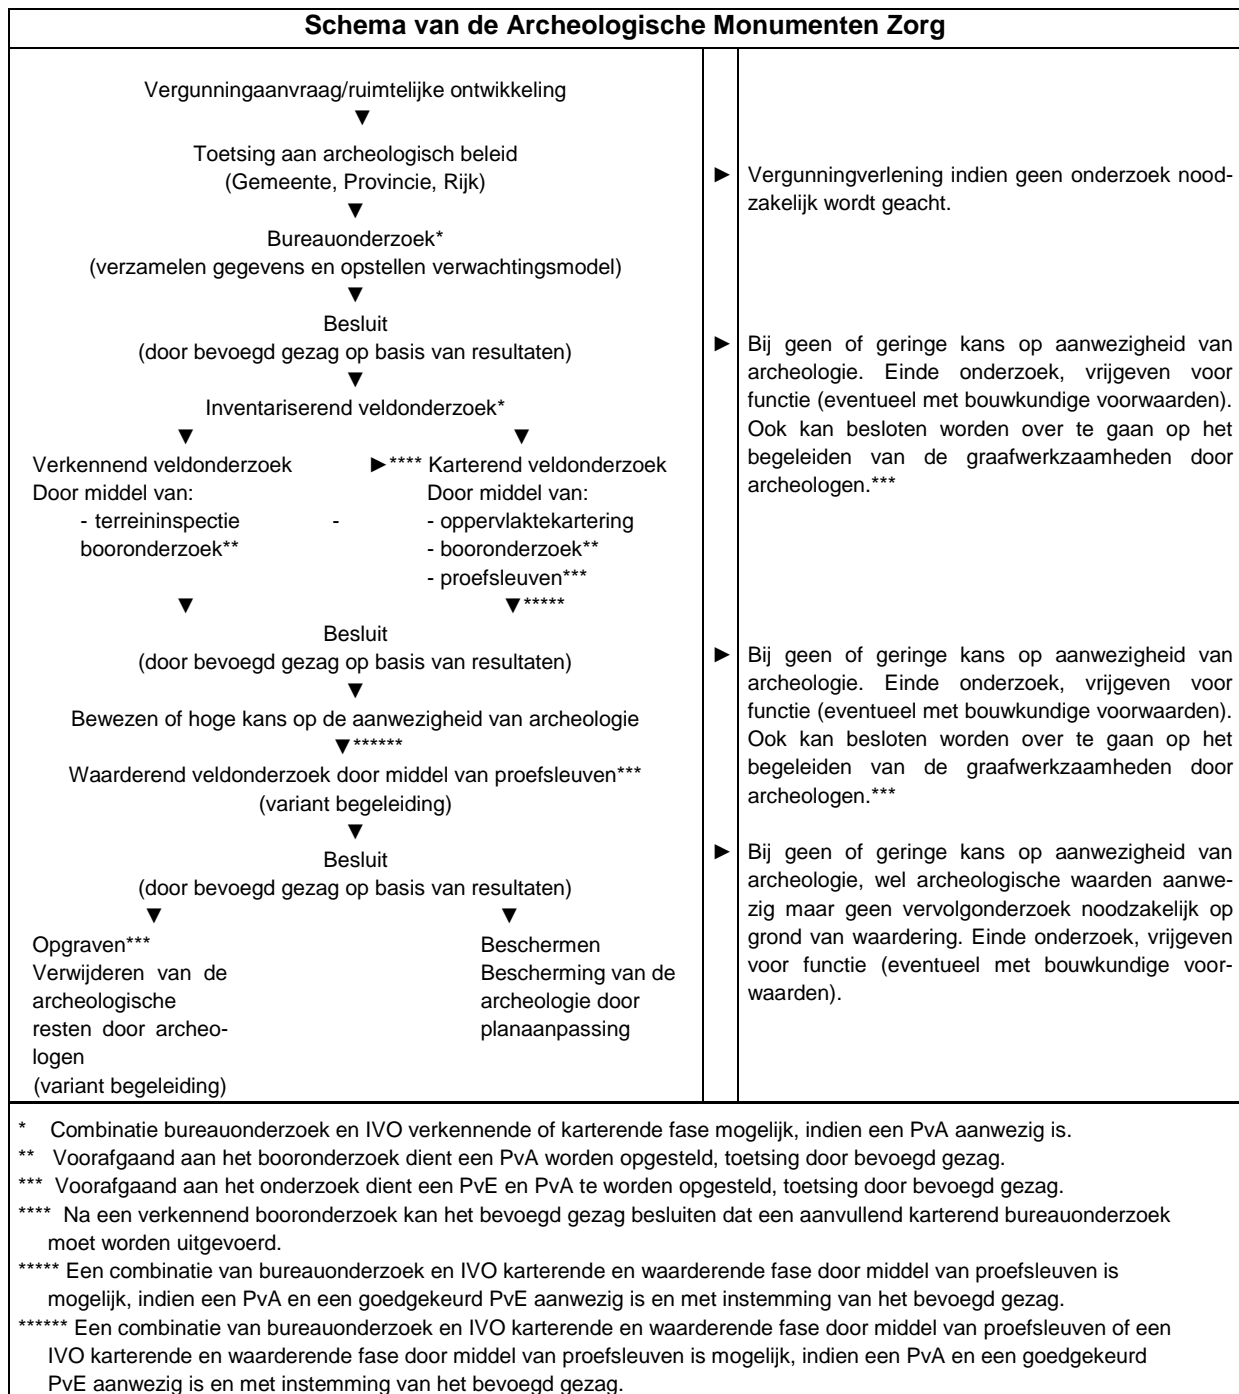 Schema van de Archeologische Monumenten Zorg
Vergunningaanvraag/ruimtelijke ontwikkeling
▼
Toetsing aan archeologisch beleid
(Gemeente, Provincie, Rijk)
▼
► Vergunningverlening indien geen onderzoek nood-
zakelijk wordt geacht.
Bureauonderzoek*
(verzamelen gegevens en opstellen verwachtingsmodel)
▼
Besluit
(door bevoegd gezag op basis van resultaten)
▼
► Bij geen of geringe kans op aanwezigheid van
archeologie. Einde onderzoek, vrijgeven voor
functie (eventueel met bouwkundige voorwaarden).
Ook kan besloten worden over te gaan op het
begeleiden van de graafwerkzaamheden door
archeologen.***
Inventariserend veldonderzoek*
▼ ▼
Verkennend veldonderzoek ►**** Karterend veldonderzoek
Door middel van: Door middel van:
- terreininspectie - - oppervlaktekartering
booronderzoek** - booronderzoek**
- proefsleuven***
▼ ▼*****
Besluit
(door bevoegd gezag op basis van resultaten)
▼
► Bij geen of geringe kans op aanwezigheid van
archeologie. Einde onderzoek, vrijgeven voor
functie (eventueel met bouwkundige voorwaarden).
Ook kan besloten worden over te gaan op het
begeleiden van de graafwerkzaamheden door
archeologen.***
Bewezen of hoge kans op de aanwezigheid van archeologie
▼******
Waarderend veldonderzoek door middel van proefsleuven***
(variant begeleiding)
▼
Besluit
(door bevoegd gezag op basis van resultaten)
▼ ▼
► Bij geen of geringe kans op aanwezigheid van
archeologie, wel archeologische waarden aanwe-
zig maar geen vervolgonderzoek noodzakelijk op
grond van waardering. Einde onderzoek, vrijgeven
voor functie (eventueel met bouwkundige voor-
waarden).
Opgraven***
Verwijderen van de
archeologische
resten door archeo-
logen
(variant begeleiding)
Beschermen
Bescherming van de
archeologie door
planaanpassing
* Combinatie bureauonderzoek en IVO verkennende of karterende fase mogelijk, indien een PvA aanwezig is.
** Voorafgaand aan het booronderzoek dient een PvA worden opgesteld, toetsing door bevoegd gezag.
*** Voorafgaand aan het onderzoek dient een PvE en PvA te worden opgesteld, toetsing door bevoegd gezag.
**** Na een verkennend booronderzoek kan het bevoegd gezag besluiten dat een aanvullend karterend bureauonderzoek
moet worden uitgevoerd.
***** Een combinatie van bureauonderzoek en IVO karterende en waarderende fase door middel van proefsleuven is
mogelijk, indien een PvA en een goedgekeurd PvE aanwezig is en met instemming van het bevoegd gezag.
****** Een combinatie van bureauonderzoek en IVO karterende en waarderende fase door middel van proefsleuven of een
IVO karterende en waarderende fase door middel van proefsleuven is mogelijk, indien een PvA en een goedgekeurd
PvE aanwezig is en met instemming van het bevoegd gezag.